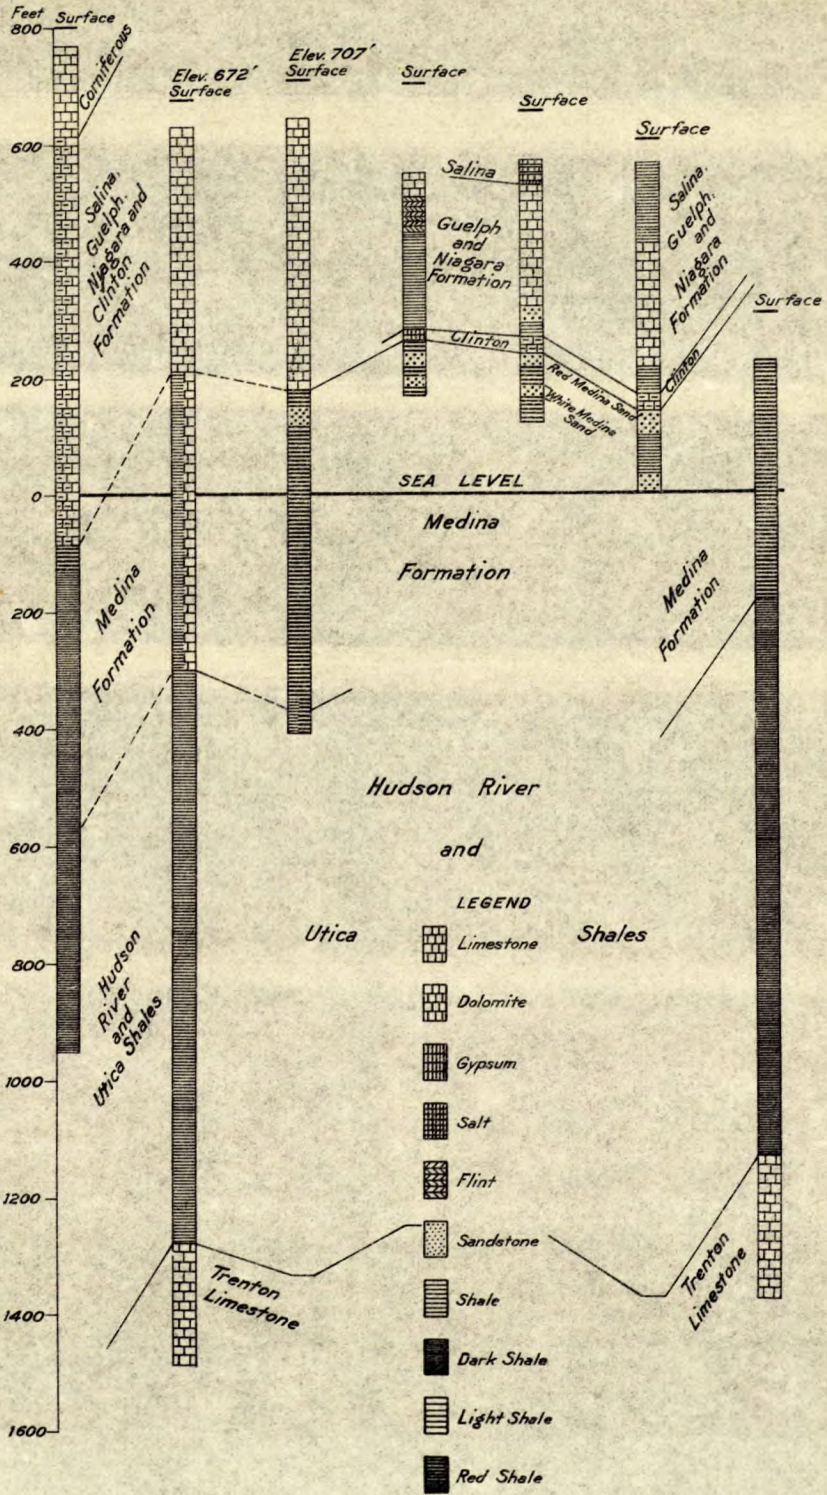 Feet
Surface
800
600
400
200
0
200
400
600
800
1000
1200
1400
1600
Corniferous
Salina,
Guelph,
Niagara and
Clinton
Formation
Medina
Formation
Hudson
River
and
Utica Shales
Elev. 672'
Surface
Elev. 707'
Surface
Surface
Surface
Surface
Surface
Salina
Guelph
and
Niagara
Formation
Clinton
Red Medina Sand
White Medina
Sand
Salina,
Guelph,
and
Niagara
Formation
Clinton
SEA LEVEL
Medina
Formation
Medina
Formation
Hudson River
and
Utica Shales
LEGEND
Limestone
Dolomite
Gypsum
Salt
Flint
Sandstone
Shale
Dark Shale
Light Shale
Red Shale
Trenton
Limestone
Trenton
Limestone